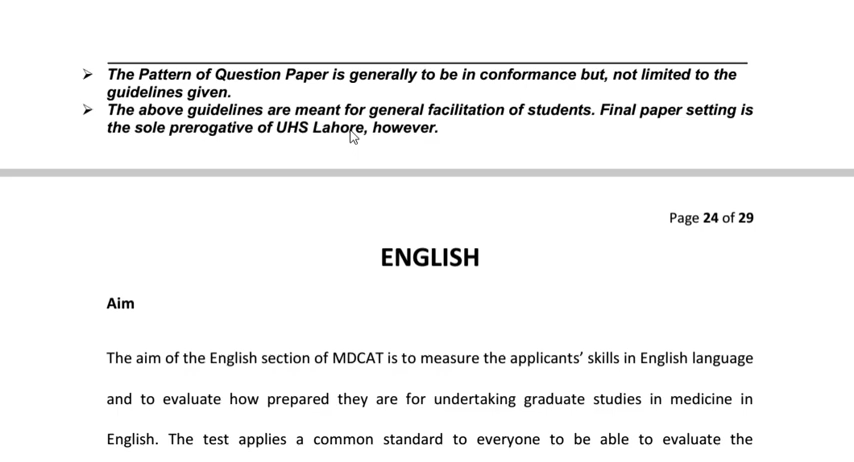 ➢ The Pattern of Question Paper is generally to be in conformance but, not limited to the
guidelines given.
➢ The above guidelines are meant for general facilitation of students. Final paper setting is
the sole prerogative of UHS Lahore, however.
Page 24 of 29
ENGLISH
Aim
The aim of the English section of MDCAT is to measure the applicants’ skills in English language
and to evaluate how prepared they are for undertaking graduate studies in medicine in
English. The test applies a common standard to everyone to be able to evaluate the